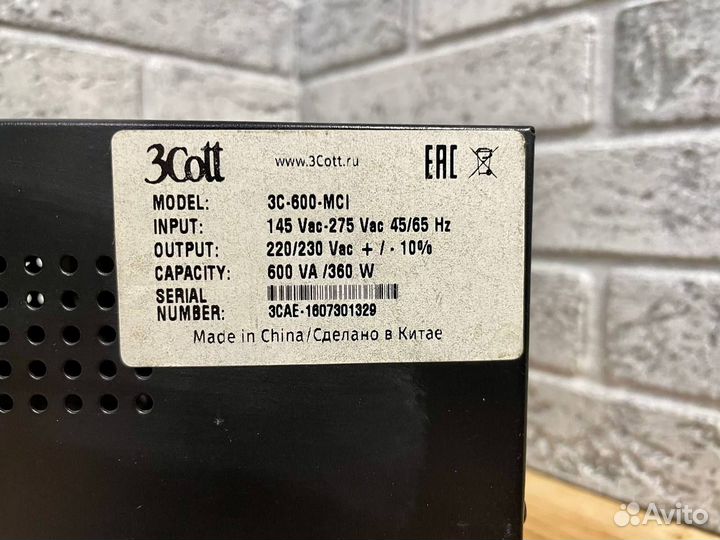 3Cott www.3Cott.ru EAC
MODEL: 3C-600-MCI
INPUT: 145 Vac-275 Vac 45/65 Hz
OUTPUT: 220/230 Vac + / - 10%
CAPACITY: 600 VA /360 W
SERIAL
NUMBER: 3CAE-1607301329
Made in China/Сделано в Китае
Avito